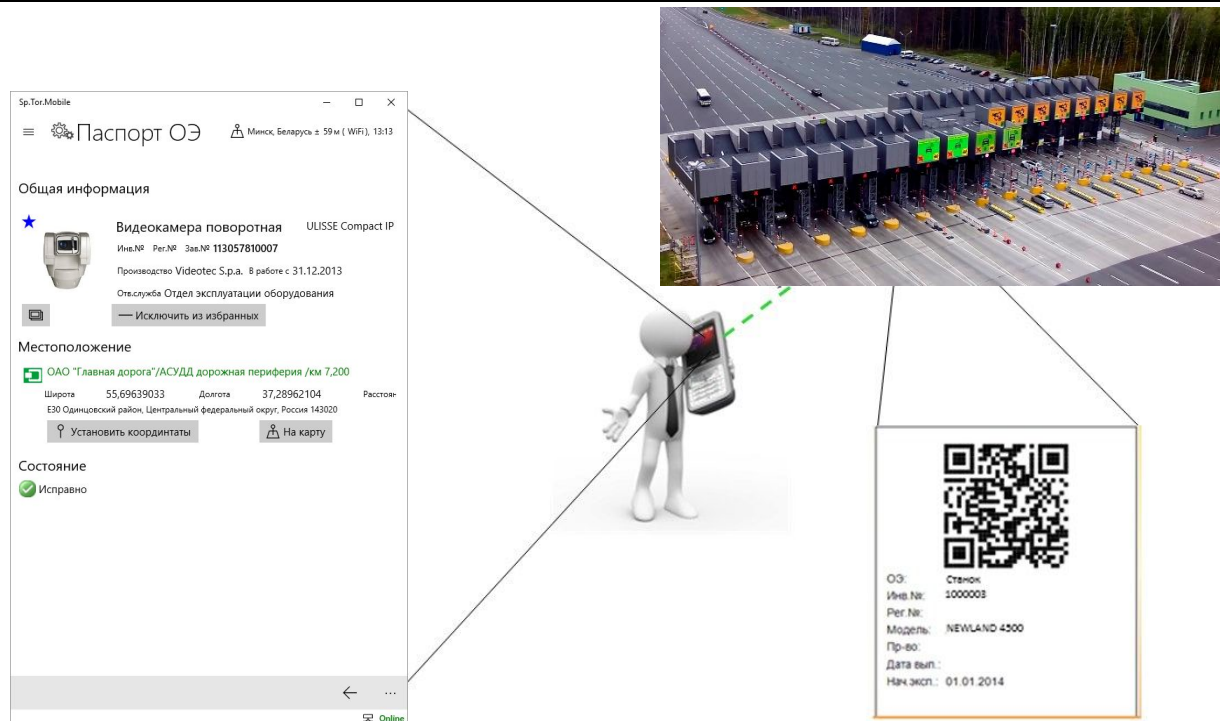 Sp.Tor.Mobile
Паспорт ОЭ
Минск, Беларусь ± 59 м ( WiFi ), 13:13
Общая информация
Видеокамера поворотная ULISSE Compact IP
Инв.№ Рег.№ Зав.№ 113057810007
Производство Videotec S.p.a. В работе с 31.12.2013
Отв.служба Отдел эксплуатации оборудования
— Исключить из избранных
Местоположение
ОАО "Главная дорога"/АСУДД дорожная периферия /км 7,200
Широта 55,69639033 Долгота 37,28962104 Расстоян
E30 Одинцовский район, Центральный федеральный округ, Россия 143020
Установить координтаты На карту
Состояние
Исправно
Online
ОЭ: Станок
Инв.№: 1000003
Рег.№:
Модель: NEWLAND 4500
Пр-во:
Дата вып.:
Нач.эксп.: 01.01.2014